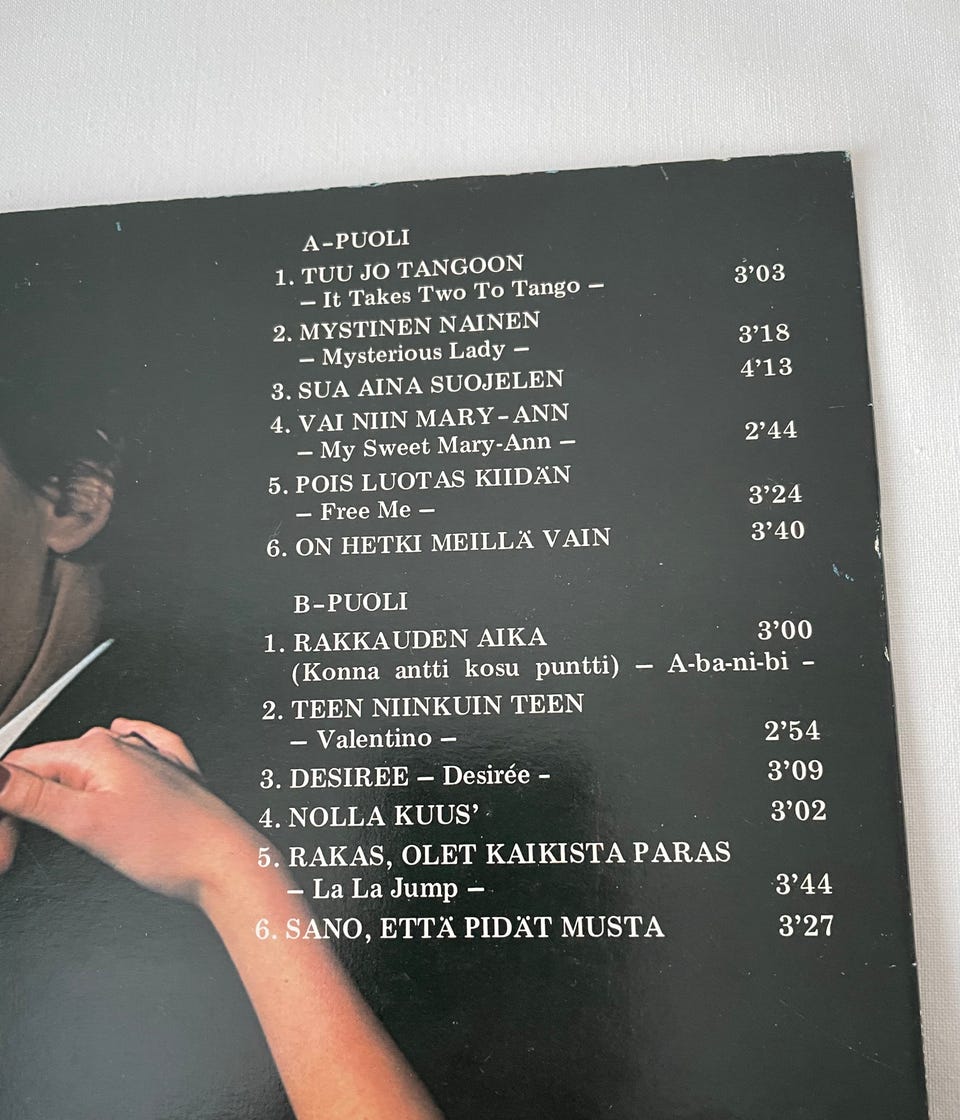 A-PUOLI
1. TUU JO TANGOON
– It Takes Two To Tango – 3’03
2. MYSTINEN NAINEN
– Mysterious Lady – 3’18
3. SUA AINA SUOJELEN 4’13
4. VAI NIIN MARY-ANN
– My Sweet Mary-Ann – 2’44
5. POIS LUOTAS KIIDÄN
– Free Me – 3’24
6. ON HETKI MEILLÄ VAIN 3’40
B-PUOLI
1. RAKKAUDEN AIKA 3’00
(Konna antti kosu puntti) – A-ba-ni-bi –
2. TEEN NIINKUIN TEEN
– Valentino – 2’54
3. DESIREE – Desirée – 3’09
4. NOLLA KUUS’ 3’02
5. RAKAS, OLET KAIKISTA PARAS
– La La Jump – 3’44
6. SANO, ETTÄ PIDÄT MUSTA 3’27